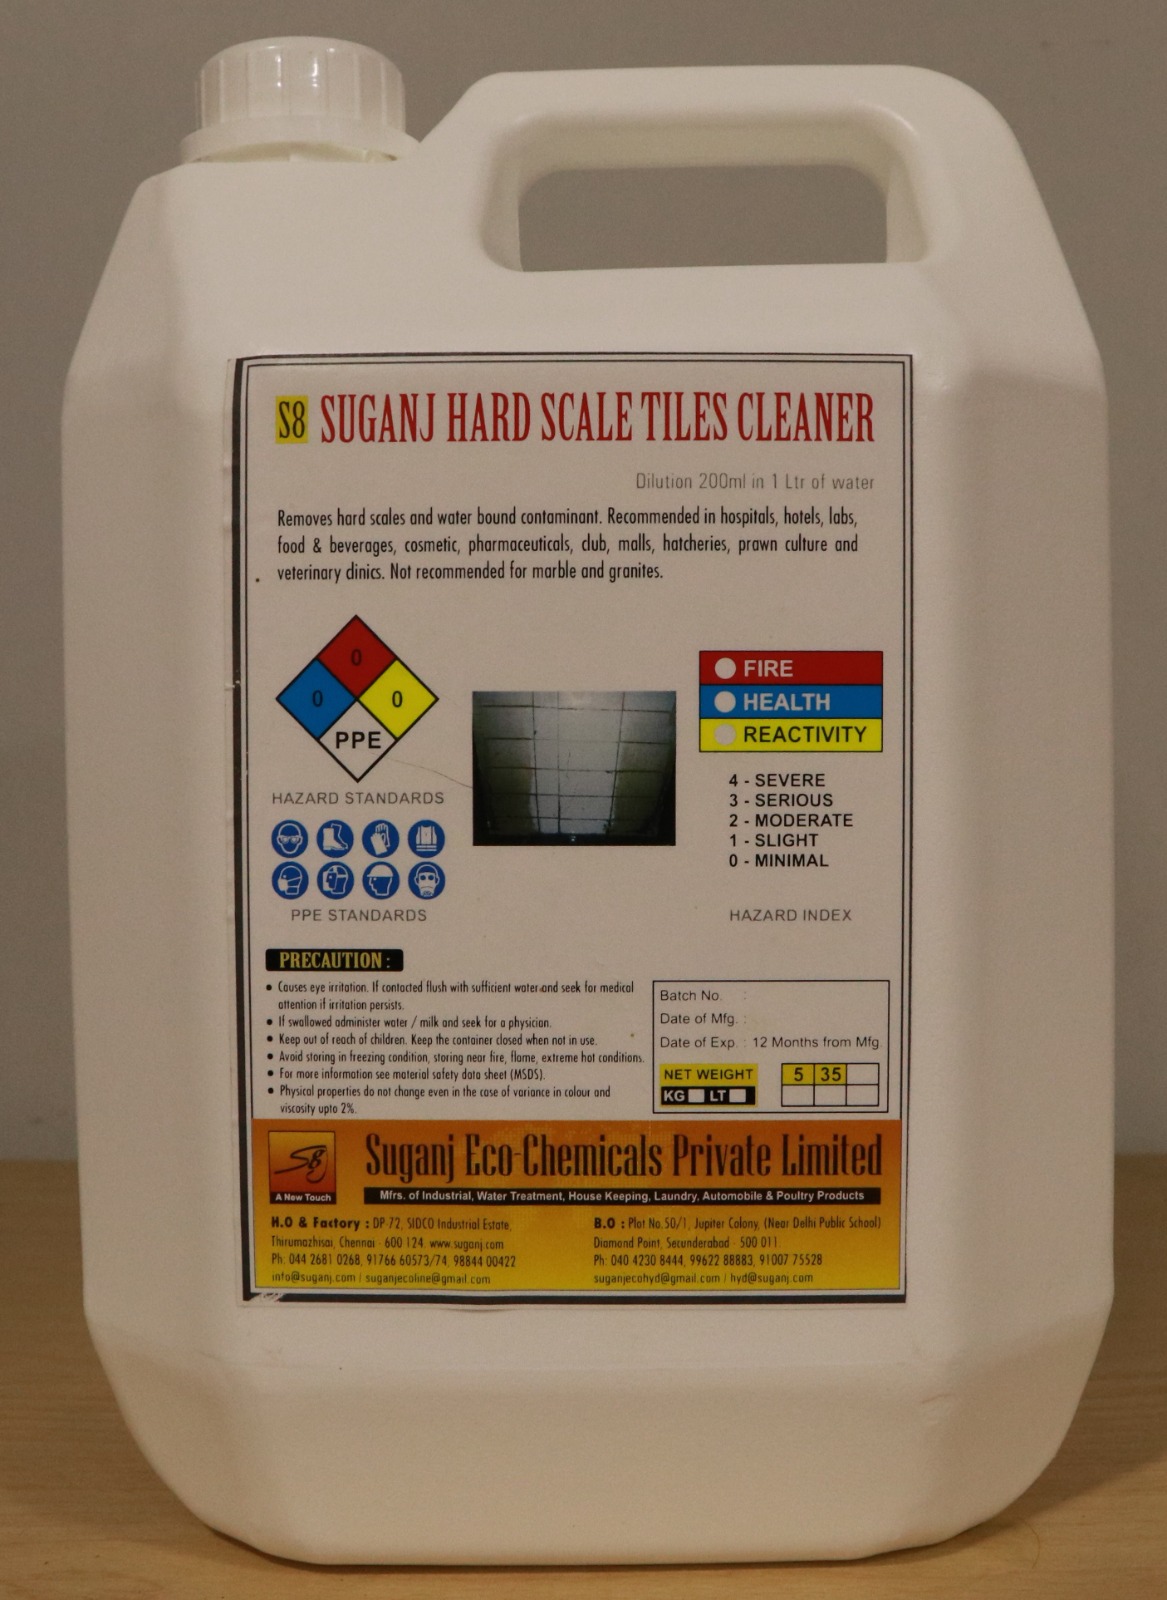 S8 SUGANJ HARD SCALE TILES CLEANER
Dilution 200ml in 1 Ltr of water
Removes hard scales and water bound contaminant. Recommended in hospitals, hotels, labs,
food & beverages, cosmetic, pharmaceuticals, club, malls, hatcheries, prawn culture and
veterinary clinics. Not recommended for marble and granites.
0
0 0
PPE
HAZARD STANDARDS
PPE STANDARDS
FIRE
HEALTH
REACTIVITY
4 - SEVERE
3 - SERIOUS
2 - MODERATE
1 - SLIGHT
0 - MINIMAL
HAZARD INDEX
PRECAUTION :
• Causes eye irritation. If contacted flush with sufficient water and seek for medical
attention if irritation persists.
• If swallowed administer water / milk and seek for a physician.
• Keep out of reach of children. Keep the container closed when not in use.
• Avoid storing in freezing condition, storing near fire, flame, extreme hot conditions.
• For more information see material safety data sheet (MSDS).
• Physical properties do not change even in the case of variance in colour and
viscosity upto 2%.
Batch No. :
Date of Mfg. :
Date of Exp. : 12 Months from Mfg.
NET WEIGHT 5 35
KG LT
Sg
A New Touch
Suganj Eco-Chemicals Private Limited
Mfrs. of Industrial, Water Treatment, House Keeping, Laundry, Automobile & Poultry Products
H.O & Factory : DP-72, SIDCO Industrial Estate,
Thirumazhisai, Chennai - 600 124. www.suganj.com
Ph: 044 2681 0268, 91766 60573/74, 98844 00422
info@suganj.com / suganjecoline@gmail.com
B.O : Plot No.50/1, Jupiter Colony, (Near Delhi Public School)
Diamond Point, Secunderabad - 500 011.
Ph: 040 4230 8444, 99622 88883, 91007 75528
suganjecohyd@gmail.com / hyd@suganj.com